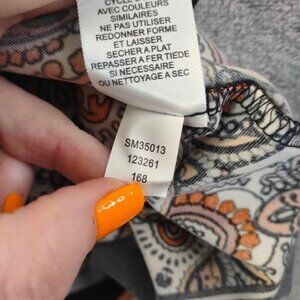 AVEC COULEURS
SIMILAIRES
NE PAS UTILISER
REDONNER FORME
ET LAISSER
SECHER A PLAT
REPASSER A FER TIEDE
SI NECESSAIRE
OU NETTOYAGE A SEC
SM35013
123261
168